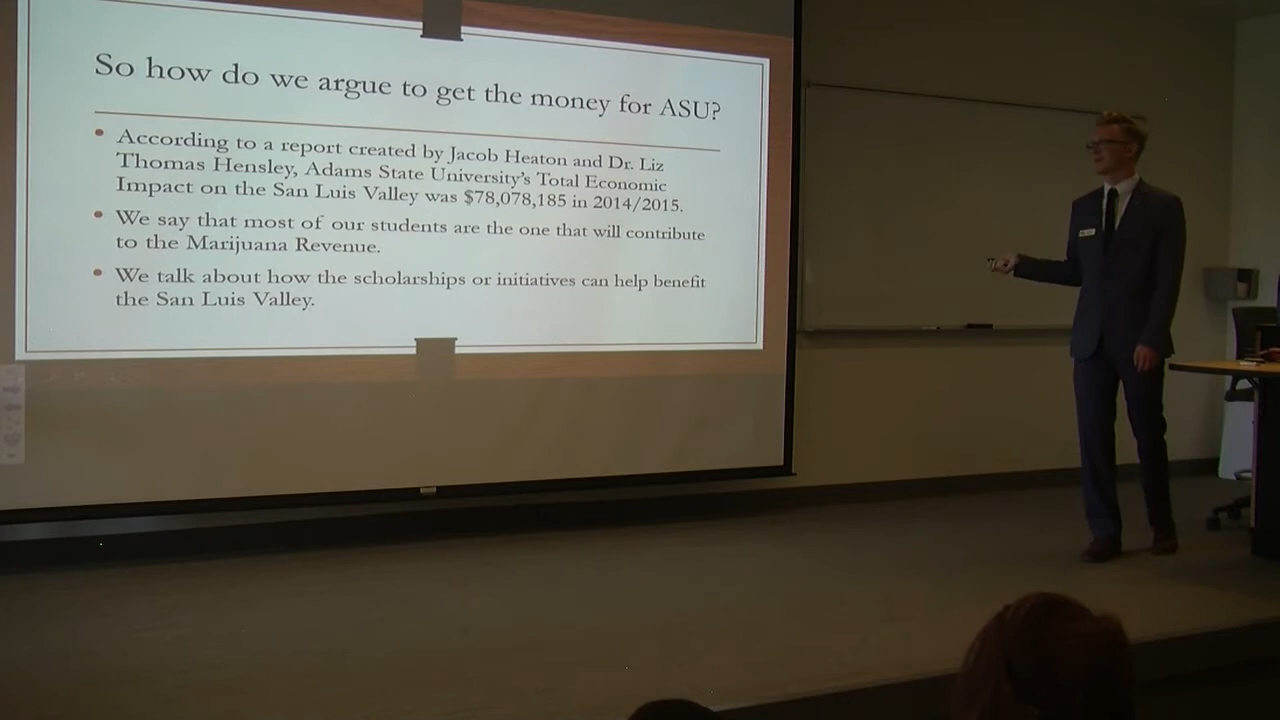 So how do we argue to get the money for ASU?
• According to a report created by Jacob Heaton and Dr. Liz
Thomas Hensley, Adams State University's Total Economic
Impact on the San Luis Valley was $78,078,185 in 2014/2015.
• We say that most of our students are the one that will contribute
to the Marijuana Revenue.
• We talk about how the scholarships or initiatives can help benefit
the San Luis Valley.